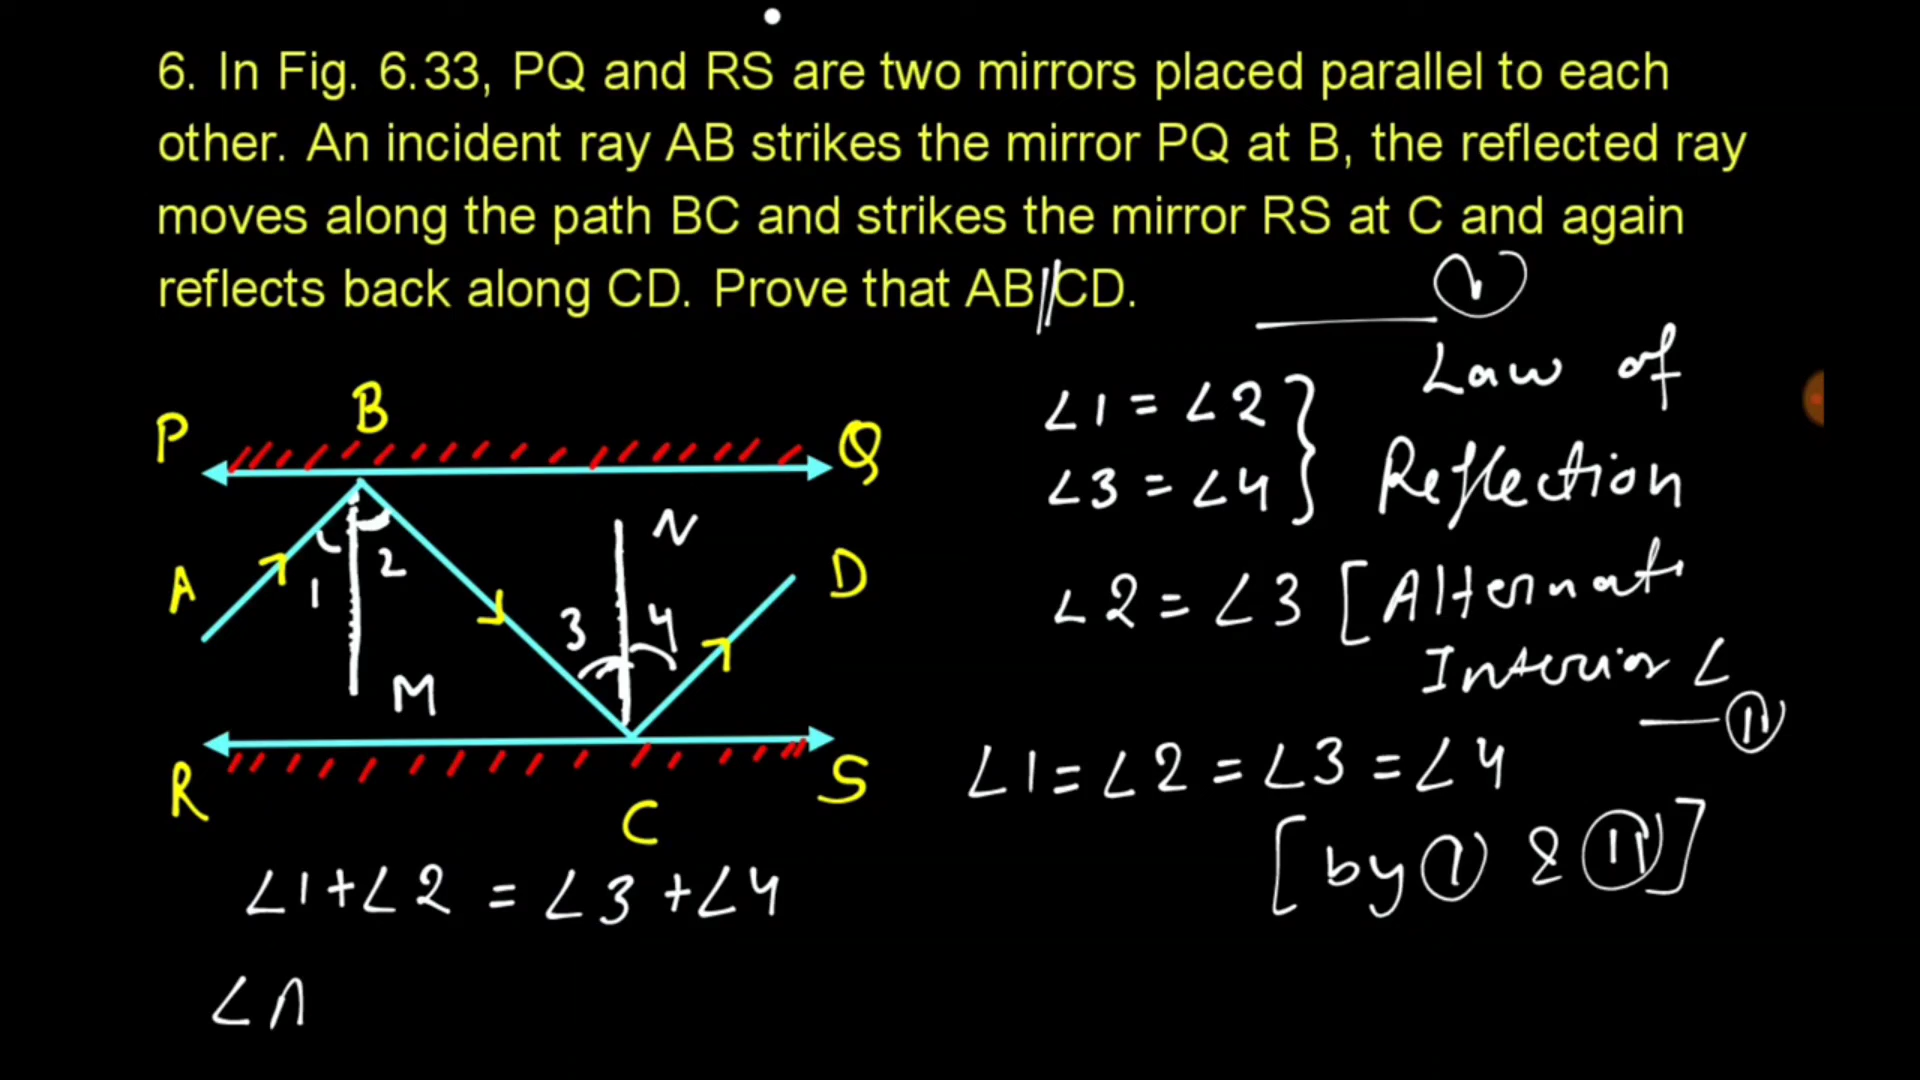 6. In Fig. 6.33, PQ and RS are two mirrors placed parallel to each
other. An incident ray AB strikes the mirror PQ at B, the reflected ray
moves along the path BC and strikes the mirror RS at C and again
reflects back along CD. Prove that AB//CD.
P B Q
A 1 2 N D
3 4
M
R C S
∠1 = ∠2 } Law of
∠3 = ∠4 } Reflection
— I
∠2 = ∠3 [Alternate
Interior ∠
— II
∠1 = ∠2 = ∠3 = ∠4
[by I & II]
∠1 + ∠2 = ∠3 + ∠4
∠A